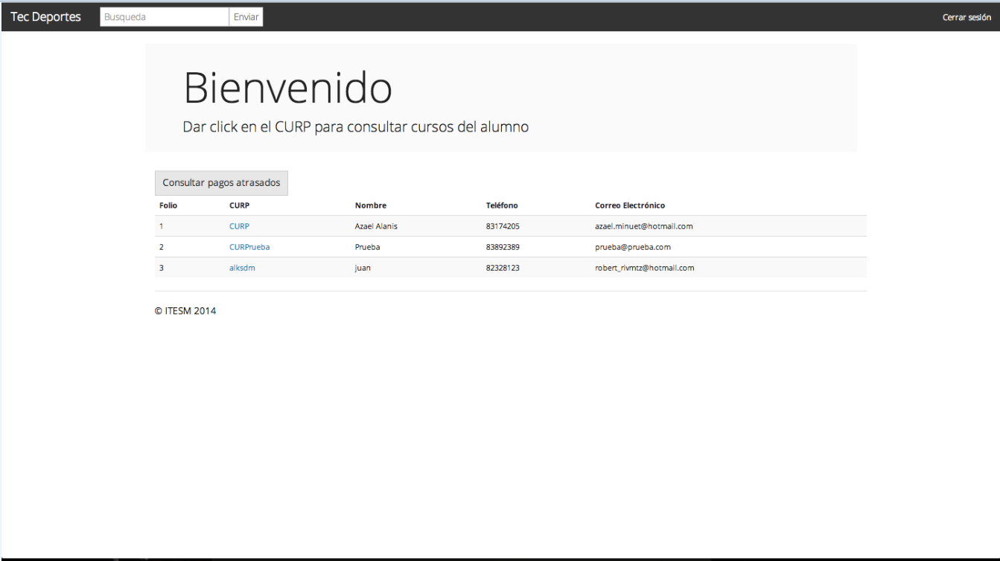 Tec Deportes Busqueda Enviar Cerrar sesión
Bienvenido
Dar click en el CURP para consultar cursos del alumno
Consultar pagos atrasados
Folio CURP Nombre Teléfono Correo Electrónico
1 CURP Azael Alanis 83174205 azael.minuet@hotmail.com
2 CURPrueba Prueba 83892389 prueba@prueba.com
3 alksdm juan 82328123 robert_rivmtz@hotmail.com
© ITESM 2014